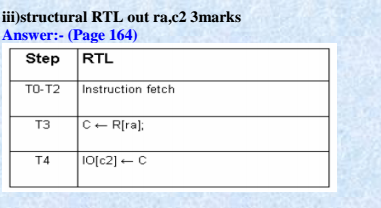 iii)structural RTL out ra,c2 3marks
Answer:- (Page 164)
Step RTL
T0-T2 Instruction fetch
T3 C ← R[ra];
T4 IO[c2] ← C